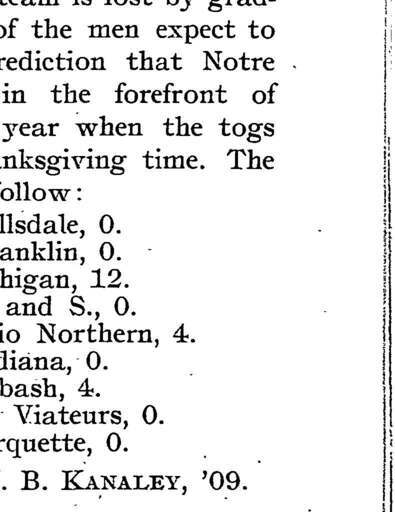 team is lost by grad-
of the men expect to
rediction that Notre
in the forefront of
year when the togs
anksgiving time. The
follow:
llsdale, 0.
anklin, 0.
higan, 12.
and S., 0.
io Northern, 4.
diana, 0.
bash, 4.
Viateurs, 0.
rquette, 0.
. B. KANALEY, '09.